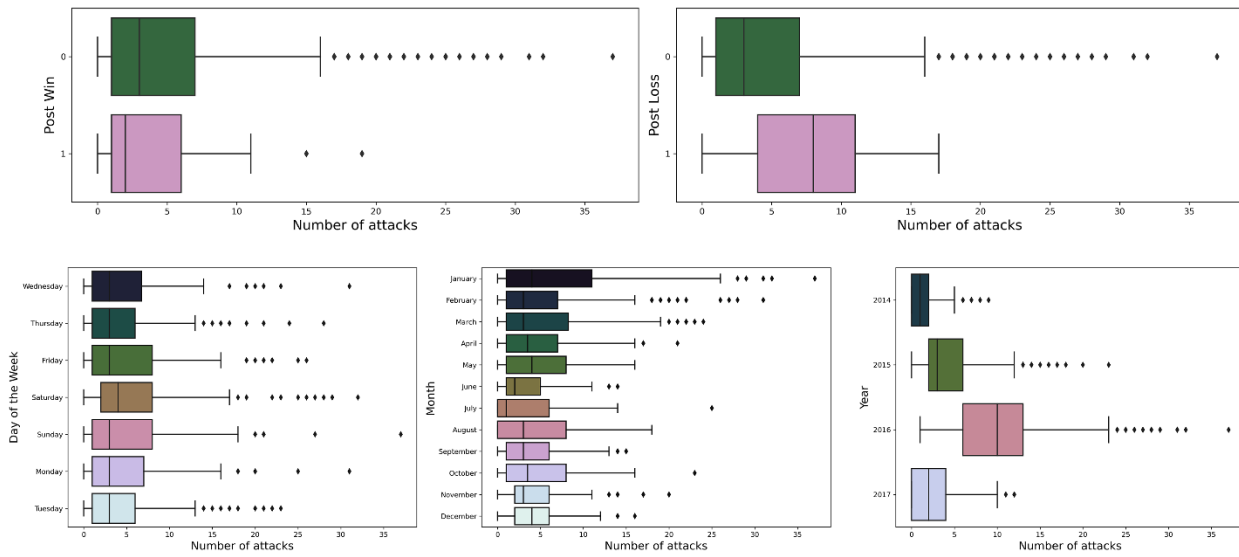 Post Win
0
1
0 5 10 15 20 25 30 35
Number of attacks
Post Loss
0
1
0 5 10 15 20 25 30 35
Number of attacks
Day of the Week
Wednesday
Thursday
Friday
Saturday
Sunday
Monday
Tuesday
0 5 10 15 20 25 30 35
Number of attacks
Month
January
February
March
April
May
June
July
August
September
October
November
December
0 5 10 15 20 25 30 35
Number of attacks
Year
2014
2015
2016
2017
0 5 10 15 20 25 30 35
Number of attacks